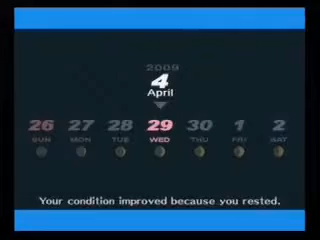 2009
4
April
26 27 28 29 30 1 2
SUN MON TUE WED THU FRI SAT
Your condition improved because you rested.